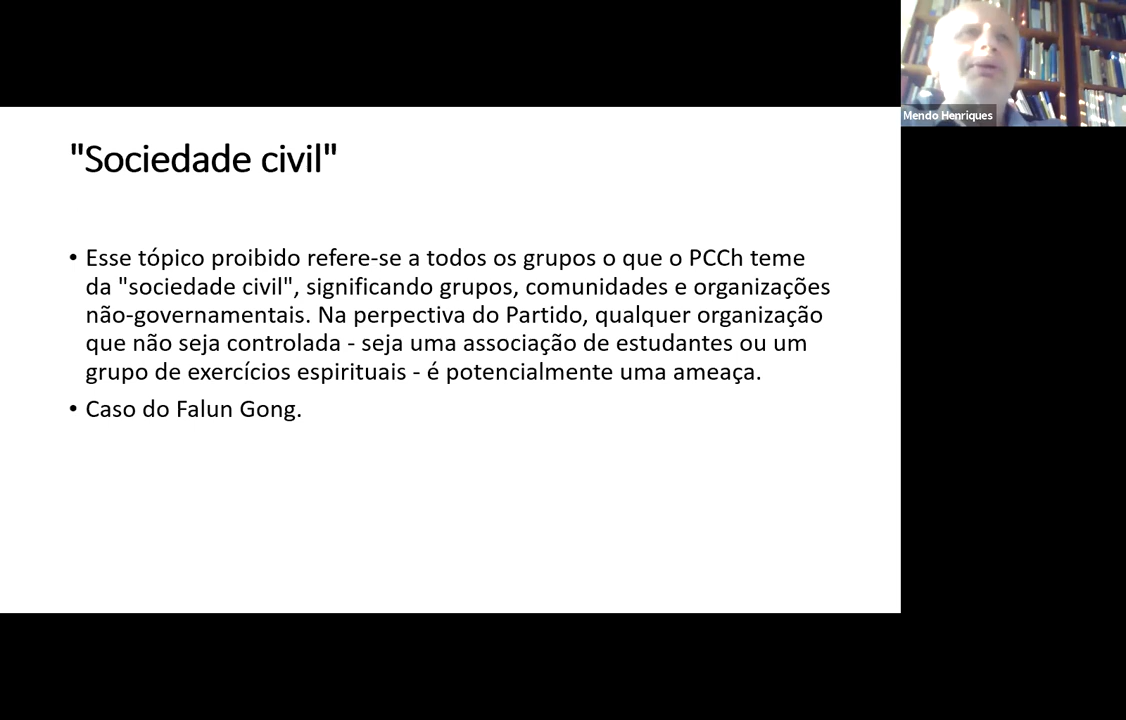 "Sociedade civil"
• Esse tópico proibido refere-se a todos os grupos o que o PCCh teme
da "sociedade civil", significando grupos, comunidades e organizações
não-governamentais. Na perpectiva do Partido, qualquer organização
que não seja controlada - seja uma associação de estudantes ou um
grupo de exercícios espirituais - é potencialmente uma ameaça.
• Caso do Falun Gong.
Mendo Henriques